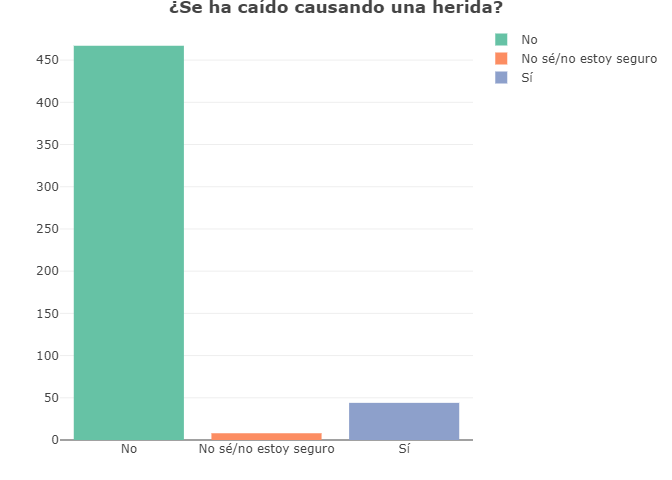 ¿Se ha caído causando una herida?
No
No sé/no estoy seguro
Sí
450
400
350
300
250
200
150
100
50
0
No
No sé/no estoy seguro
Sí